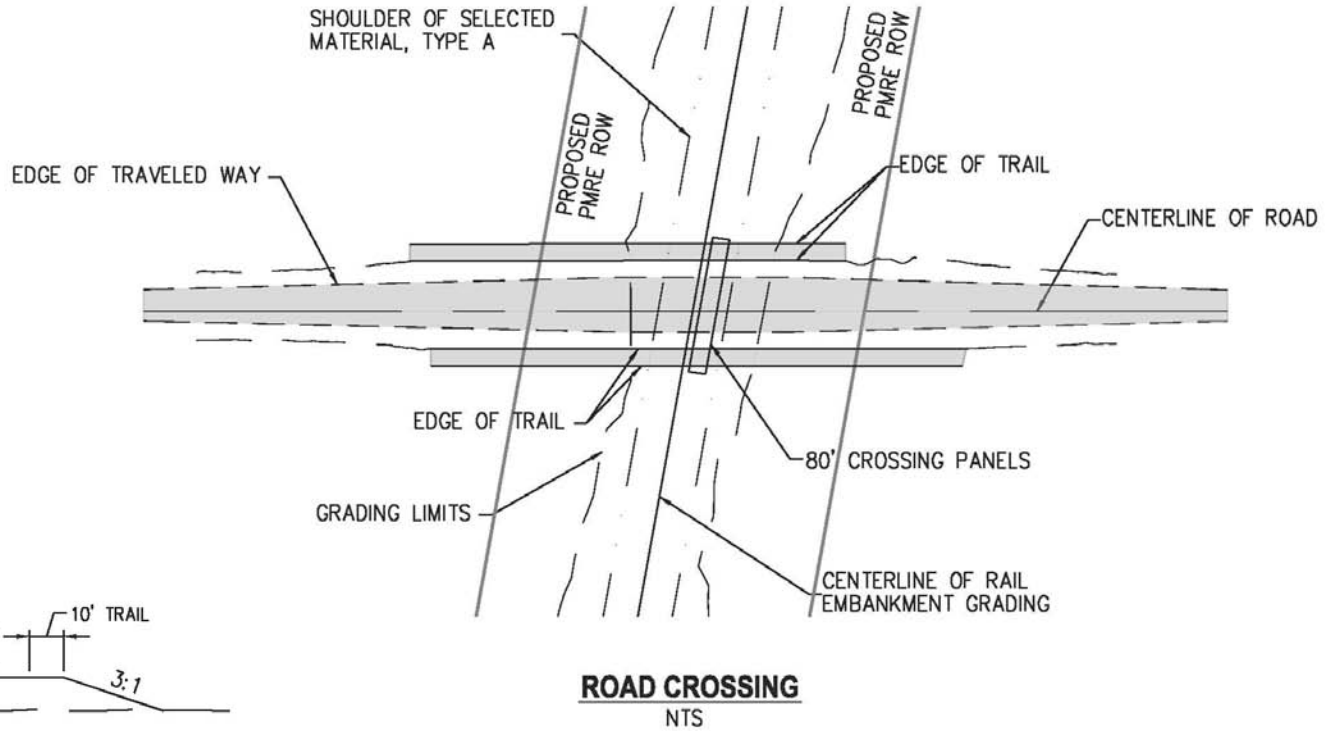 SHOULDER OF SELECTED
MATERIAL, TYPE A
PROPOSED
PMRE ROW
PROPOSED
PMRE ROW
EDGE OF TRAVELED WAY
EDGE OF TRAIL
CENTERLINE OF ROAD
EDGE OF TRAIL
80' CROSSING PANELS
GRADING LIMITS
CENTERLINE OF RAIL
EMBANKMENT GRADING
10' TRAIL
3:1
ROAD CROSSING
NTS